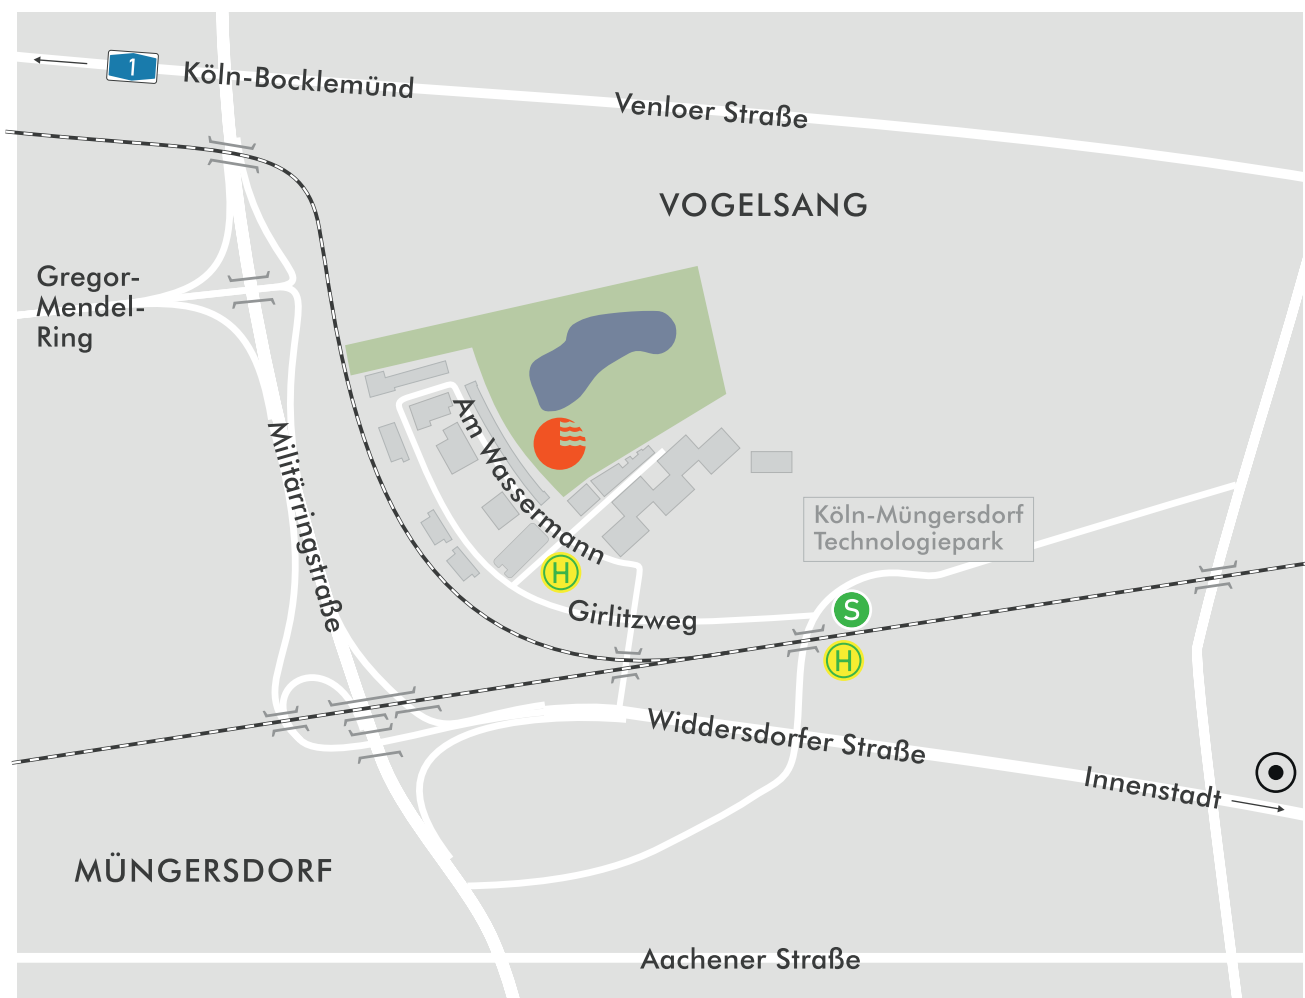 1
Köln-Bocklemünd
Venloer Straße
VOGELSANG
Gregor-
Mendel-
Ring
Am Wassermann
Militärringstraße
Köln-Müngersdorf
Technologiepark
H
Girlitzweg
S
H
Widdersdorfer Straße
Innenstadt
MÜNGERSDORF
Aachener Straße